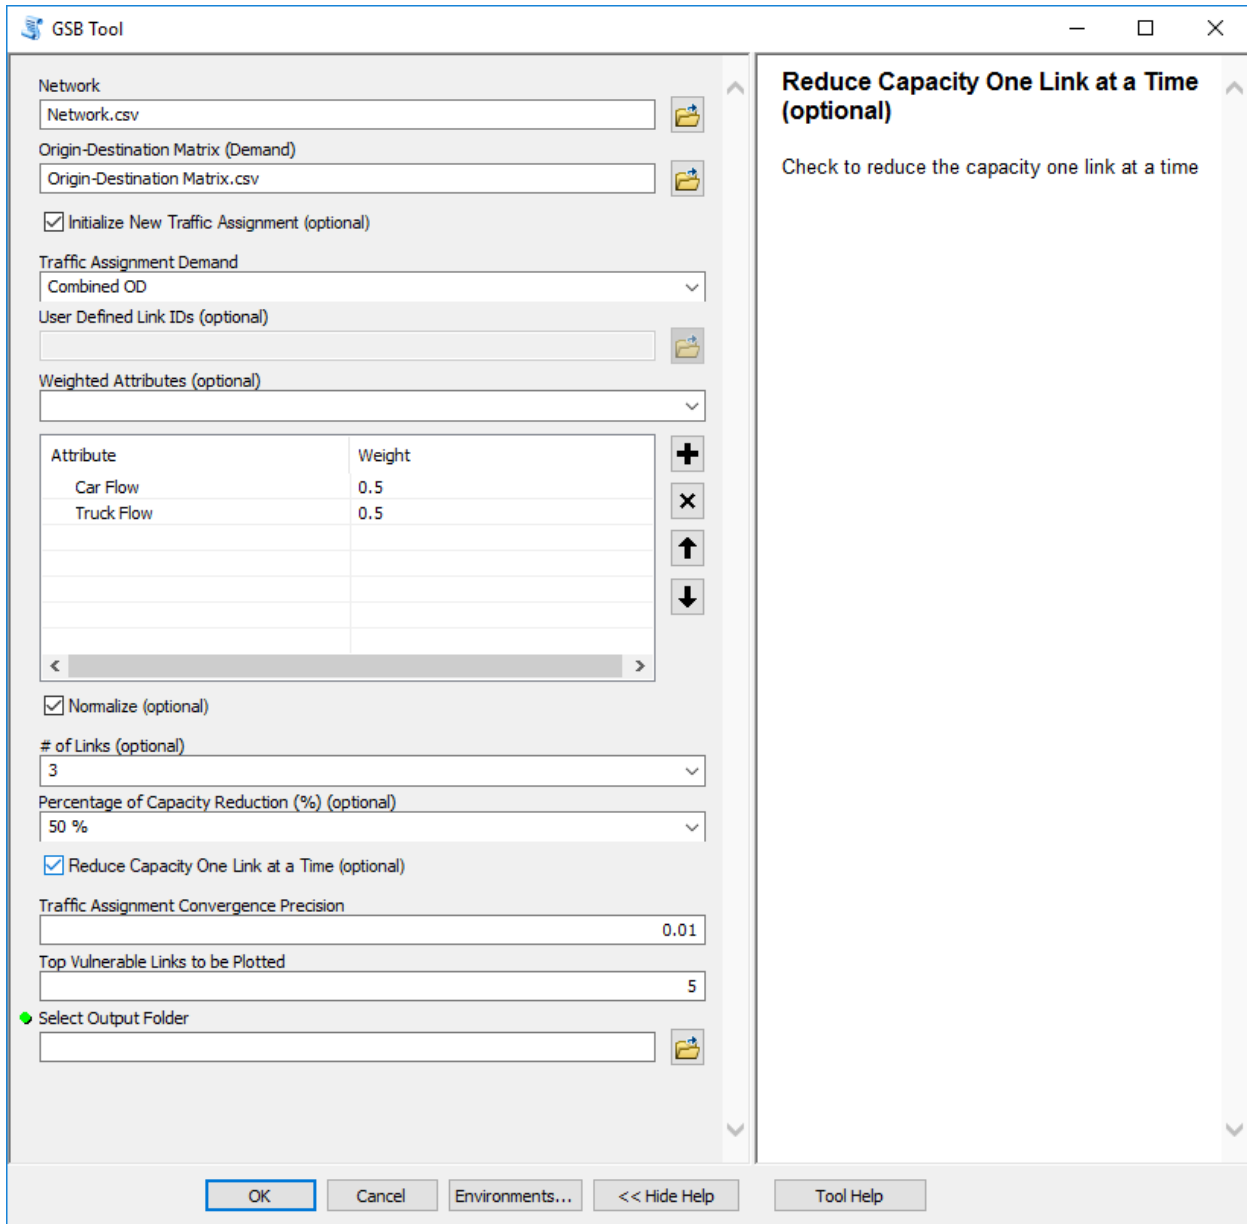 GSB Tool
Network
Network.csv
Origin-Destination Matrix (Demand)
Origin-Destination Matrix.csv
Initialize New Traffic Assignment (optional)
Traffic Assignment Demand
Combined OD
User Defined Link IDs (optional)
Weighted Attributes (optional)
Attribute Weight
Car Flow 0.5
Truck Flow 0.5
Normalize (optional)
# of Links (optional)
3
Percentage of Capacity Reduction (%) (optional)
50 %
Reduce Capacity One Link at a Time (optional)
Traffic Assignment Convergence Precision
0.01
Top Vulnerable Links to be Plotted
5
Select Output Folder
Reduce Capacity One Link at a Time
(optional)
Check to reduce the capacity one link at a time
OK Cancel Environments... << Hide Help Tool Help